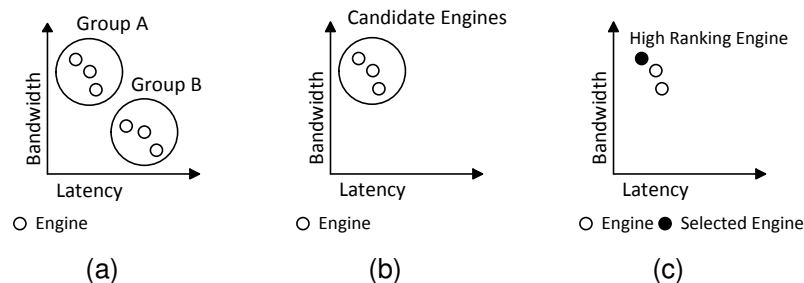 Group A
Group B
Bandwidth
Latency
Engine
(a)
Candidate Engines
Bandwidth
Latency
Engine
(b)
High Ranking Engine
Bandwidth
Latency
Engine Selected Engine
(c)